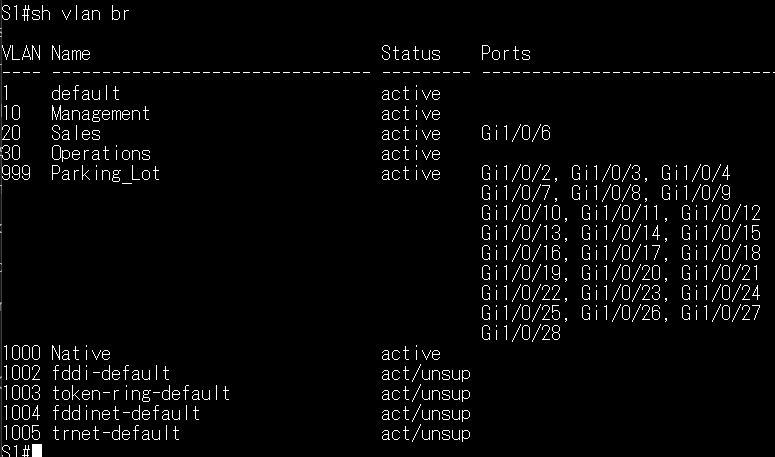 S1#sh vlan br
VLAN Name                             Status    Ports
---- -------------------------------- --------- -------------------------------
1    default                          active
10   Management                       active
20   Sales                            active    Gi1/0/6
30   Operations                       active
999  Parking_Lot                      active    Gi1/0/2, Gi1/0/3, Gi1/0/4
                                                Gi1/0/7, Gi1/0/8, Gi1/0/9
                                                Gi1/0/10, Gi1/0/11, Gi1/0/12
                                                Gi1/0/13, Gi1/0/14, Gi1/0/15
                                                Gi1/0/16, Gi1/0/17, Gi1/0/18
                                                Gi1/0/19, Gi1/0/20, Gi1/0/21
                                                Gi1/0/22, Gi1/0/23, Gi1/0/24
                                                Gi1/0/25, Gi1/0/26, Gi1/0/27
                                                Gi1/0/28
1000 Native                           active
1002 fddi-default                     act/unsup
1003 token-ring-default               act/unsup
1004 fddinet-default                  act/unsup
1005 trnet-default                    act/unsup
S1#